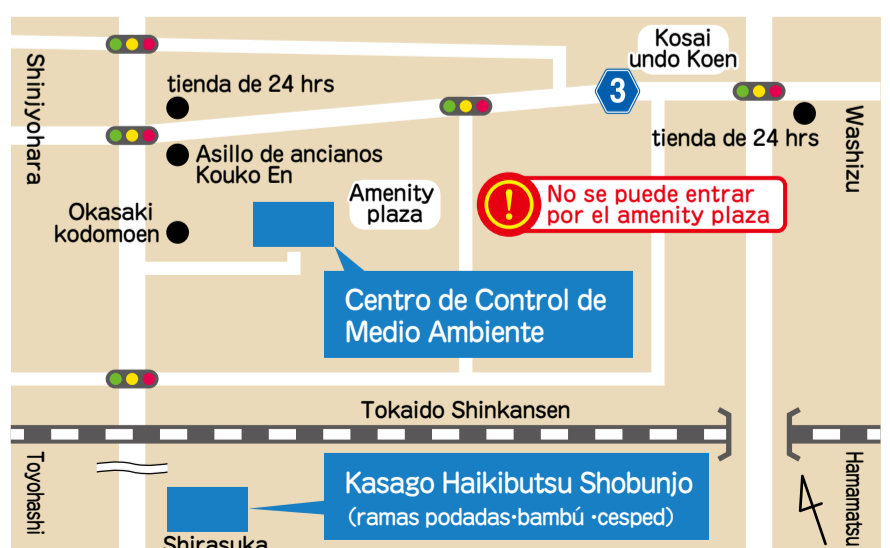 Shinjyohara
tienda de 24 hrs
Asillo de ancianos
Kouko En
Okasaki
kodomoen
Amenity
plaza
Kosai
undo Koen
3
tienda de 24 hrs
Washizu
!
No se puede entrar
por el amenity plaza
Centro de Control de
Medio Ambiente
Tokaido Shinkansen
Toyohashi
Hamamatsu
Kasago Haikibutsu Shobunjo
(ramas podadas·bambú ·cesped)
Shirasuka